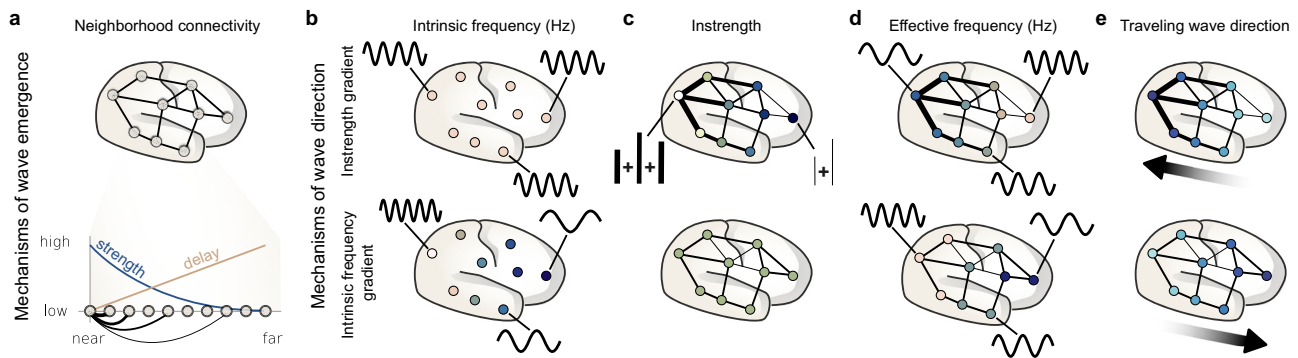 a
Neighborhood connectivity
Mechanisms of wave emergence
high
strength
delay
low
near
far
b
Intrinsic frequency (Hz)
Mechanisms of wave direction
Instrength gradient
Intrinsic frequency
gradient
c
Instrength
+
+
+
d
Effective frequency (Hz)
e
Traveling wave direction